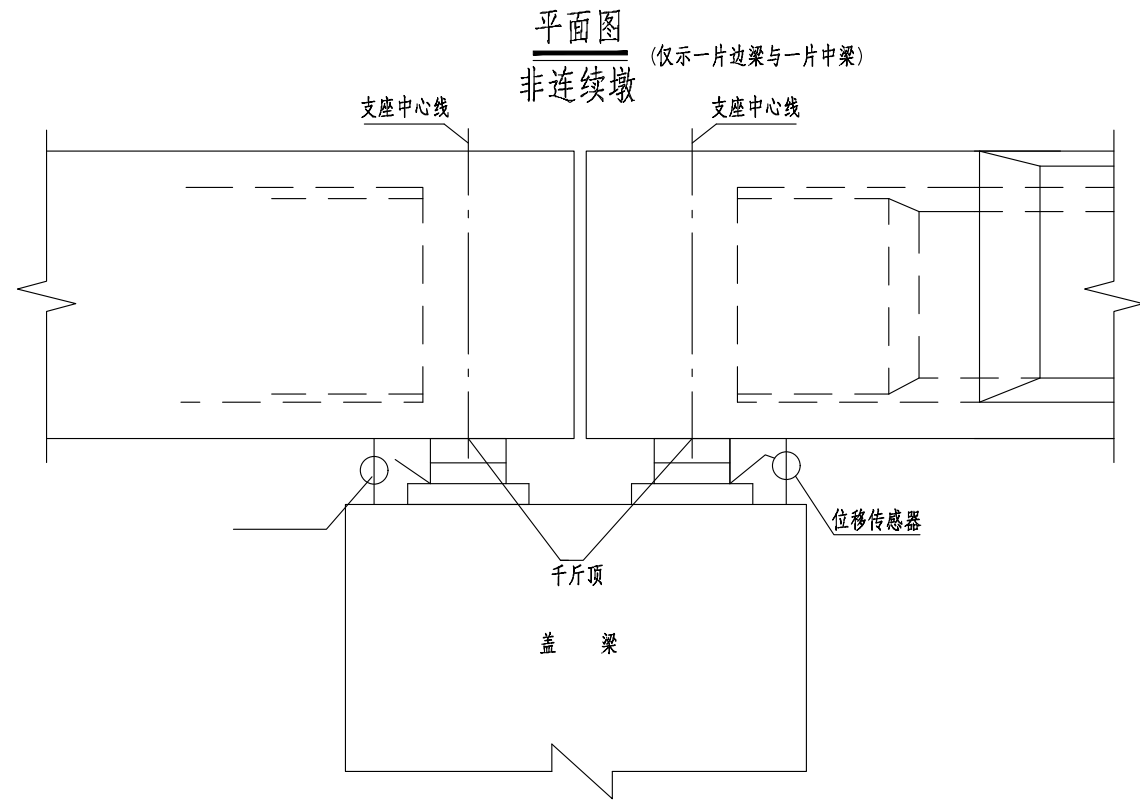 平面图
(仅示一片边梁与一片中梁)
非连续墩
支座中心线
支座中心线
位移传感器
千斤顶
盖 梁